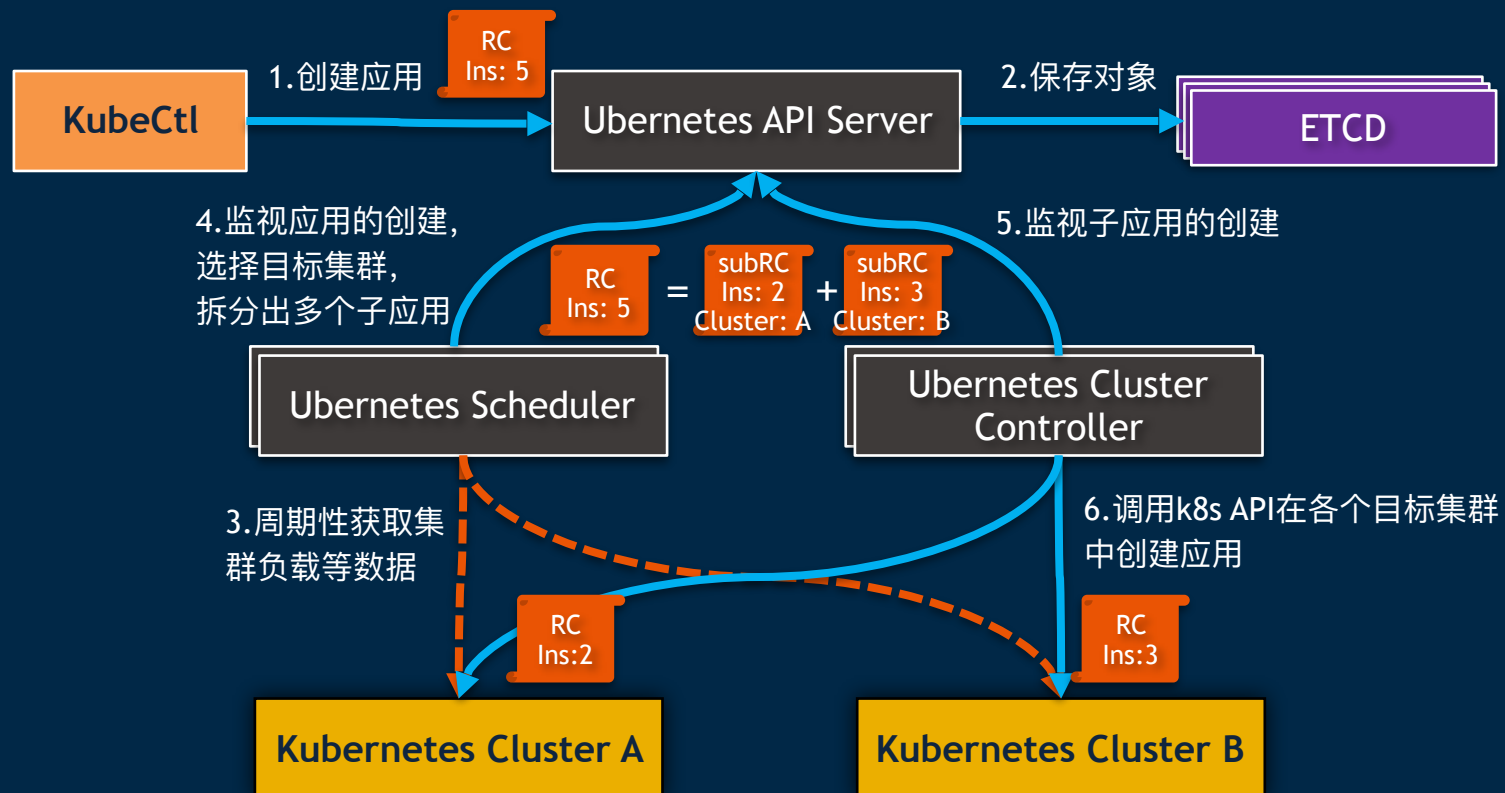 RC
Ins: 5
1.创建应用
2.保存对象
KubeCtl
Ubernetes API Server
ETCD
4.监视应用的创建，
选择目标集群，
拆分出多个子应用
5.监视子应用的创建
RC
Ins: 5
=
subRC
Ins: 2
Cluster: A
+
subRC
Ins: 3
Cluster: B
Ubernetes Scheduler
Ubernetes Cluster
Controller
3.周期性获取集
群负载等数据
6.调用k8s API在各个目标集群
中创建应用
RC
Ins:2
RC
Ins:3
Kubernetes Cluster A
Kubernetes Cluster B